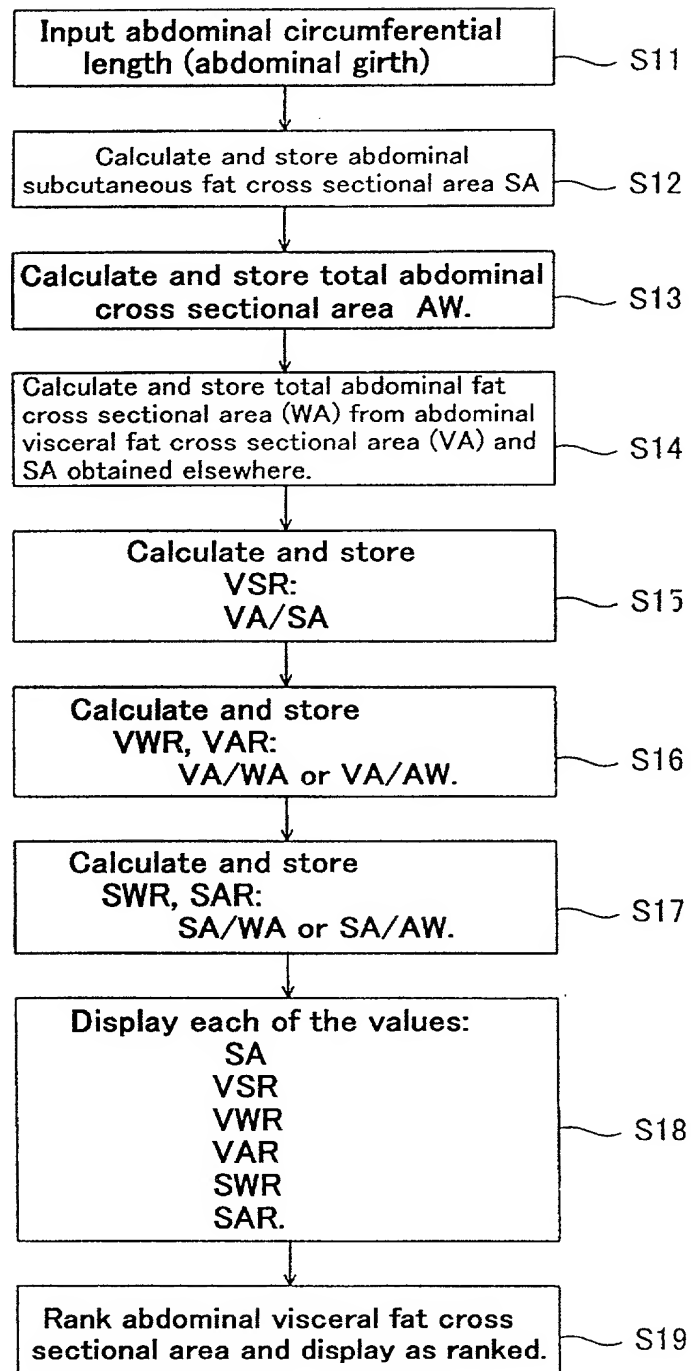 Input abdominal circumferential
length (abdominal girth)
S11
Calculate and store abdominal
subcutaneous fat cross sectional area SA
S12
Calculate and store total abdominal
cross sectional area AW.
S13
Calculate and store total abdominal fat
cross sectional area (WA) from abdominal
visceral fat cross sectional area (VA) and
SA obtained elsewhere.
S14
Calculate and store
VSR:
VA/SA
S15
Calculate and store
VWR, VAR:
VA/WA or VA/AW.
S16
Calculate and store
SWR, SAR:
SA/WA or SA/AW.
S17
Display each of the values:
SA
VSR
VWR
VAR
SWR
SAR.
S18
Rank abdominal visceral fat cross
sectional area and display as ranked.
S19